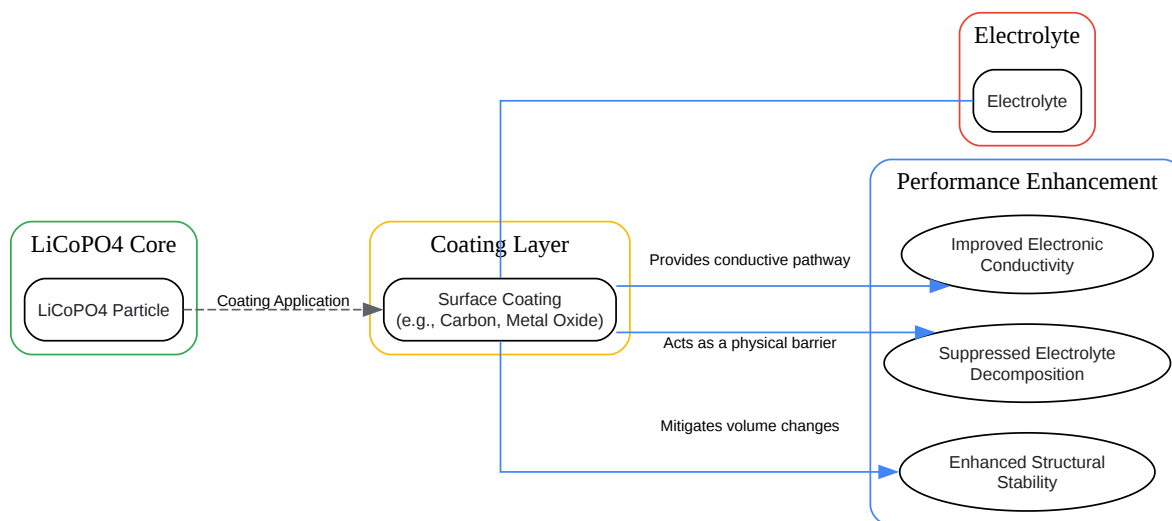 Electrolyte
Electrolyte
Performance Enhancement
LiCoPO4 Core
LiCoPO4 Particle
Coating Application
Coating Layer
Surface Coating
(e.g., Carbon, Metal Oxide)
Provides conductive pathway
Improved Electronic
Conductivity
Acts as a physical barrier
Suppressed Electrolyte
Decomposition
Mitigates volume changes
Enhanced Structural
Stability